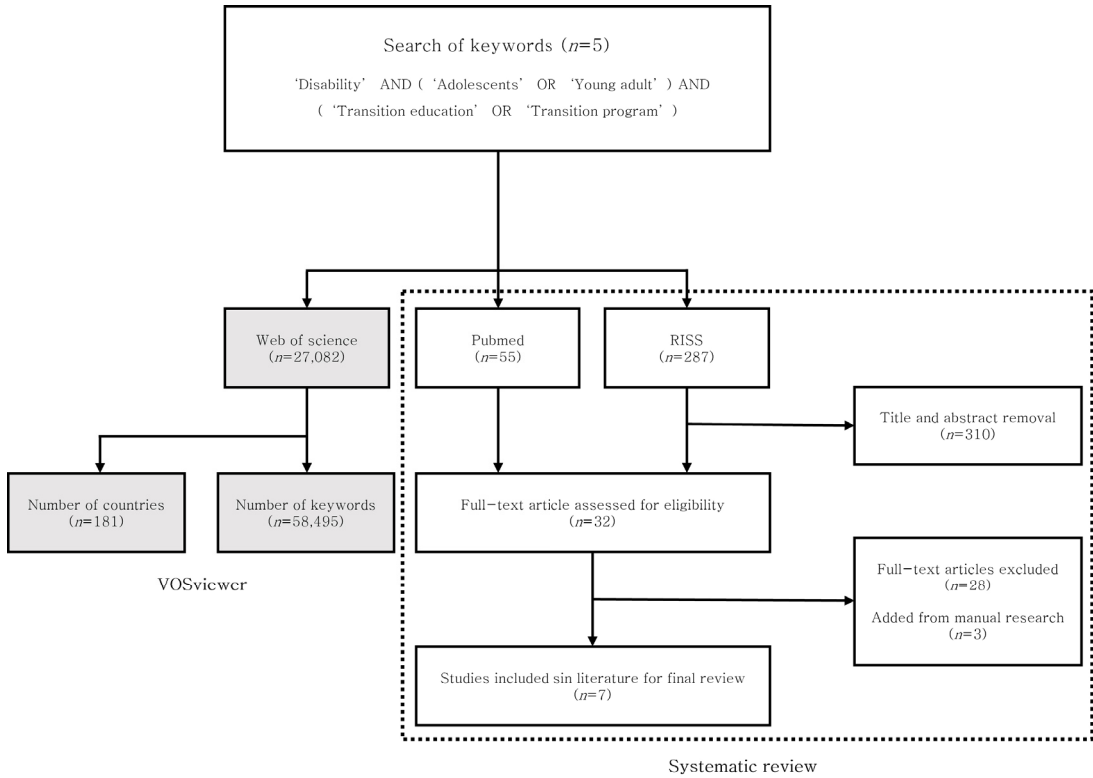 Search of keywords (n=5)
‘Disability’ AND ( ‘Adolescents’ OR ‘Young adult’ ) AND
( ‘Transition education’ OR ‘Transition program’ )
Web of science
(n=27,082)
Pubmed
(n=55)
RISS
(n=287)
Title and abstract removal
(n=310)
Number of countries
(n=181)
Number of keywords
(n=58,495)
Full-text article assessed for eligibility
(n=32)
VOSviewer
Full-text articles excluded
(n=28)
Added from manual research
(n=3)
Studies included sin literature for final review
(n=7)
Systematic review